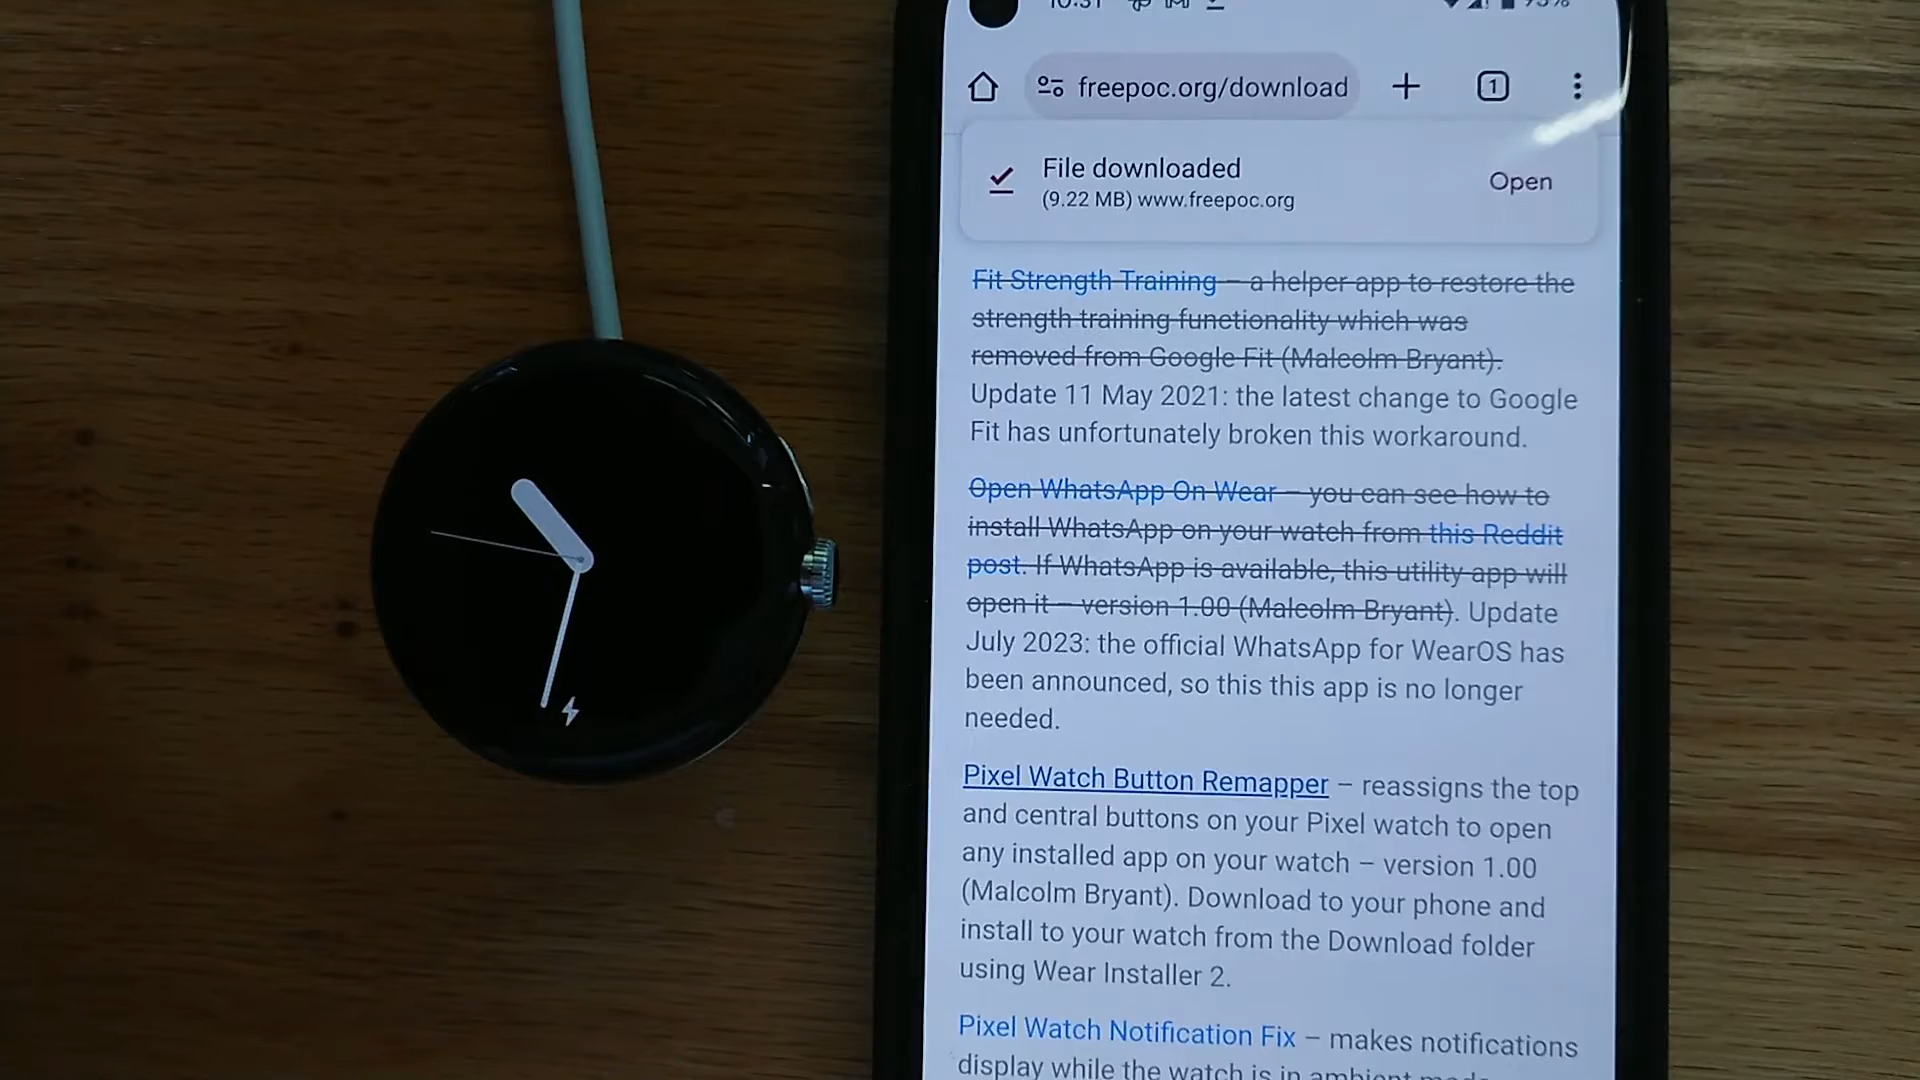 10:31 93%
freepoc.org/download 1
File downloaded
(9.22 MB) www.freepoc.org
Open
Fit Strength Training – a helper app to restore the
strength training functionality which was
removed from Google Fit (Malcolm Bryant).
Update 11 May 2021: the latest change to Google
Fit has unfortunately broken this workaround.
Open WhatsApp On Wear – you can see how to
install WhatsApp on your watch from this Reddit
post. If WhatsApp is available, this utility app will
open it – version 1.00 (Malcolm Bryant). Update
July 2023: the official WhatsApp for WearOS has
been announced, so this this app is no longer
needed.
Pixel Watch Button Remapper – reassigns the top
and central buttons on your Pixel watch to open
any installed app on your watch – version 1.00
(Malcolm Bryant). Download to your phone and
install to your watch from the Download folder
using Wear Installer 2.
Pixel Watch Notification Fix – makes notifications
display while the watch is in ambient mode